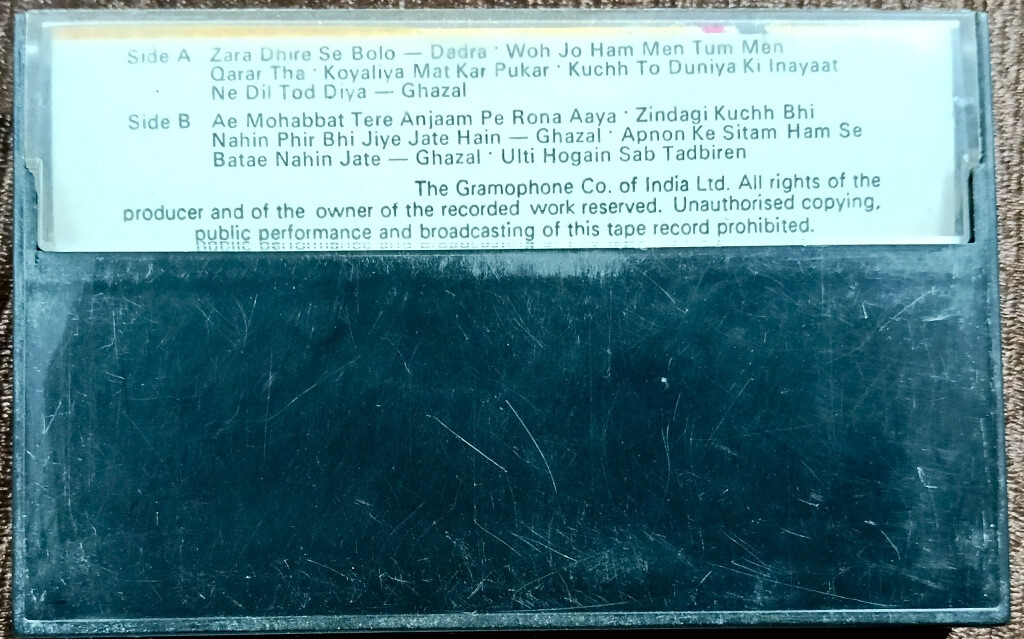 Side A Zara Dhire Se Bolo — Dadra · Woh Jo Ham Men Tum Men
Qarar Tha · Koyaliya Mat Kar Pukar · Kuchh To Duniya Ki Inayaat
Ne Dil Tod Diya — Ghazal
Side B Ae Mohabbat Tere Anjaam Pe Rona Aaya · Zindagi Kuchh Bhi
Nahin Phir Bhi Jiye Jate Hain — Ghazal · Apnon Ke Sitam Ham Se
Batae Nahin Jate — Ghazal · Ulti Hogain Sab Tadbiren
The Gramophone Co. of India Ltd. All rights of the
producer and of the owner of the recorded work reserved. Unauthorised copying,
public performance and broadcasting of this tape record prohibited.